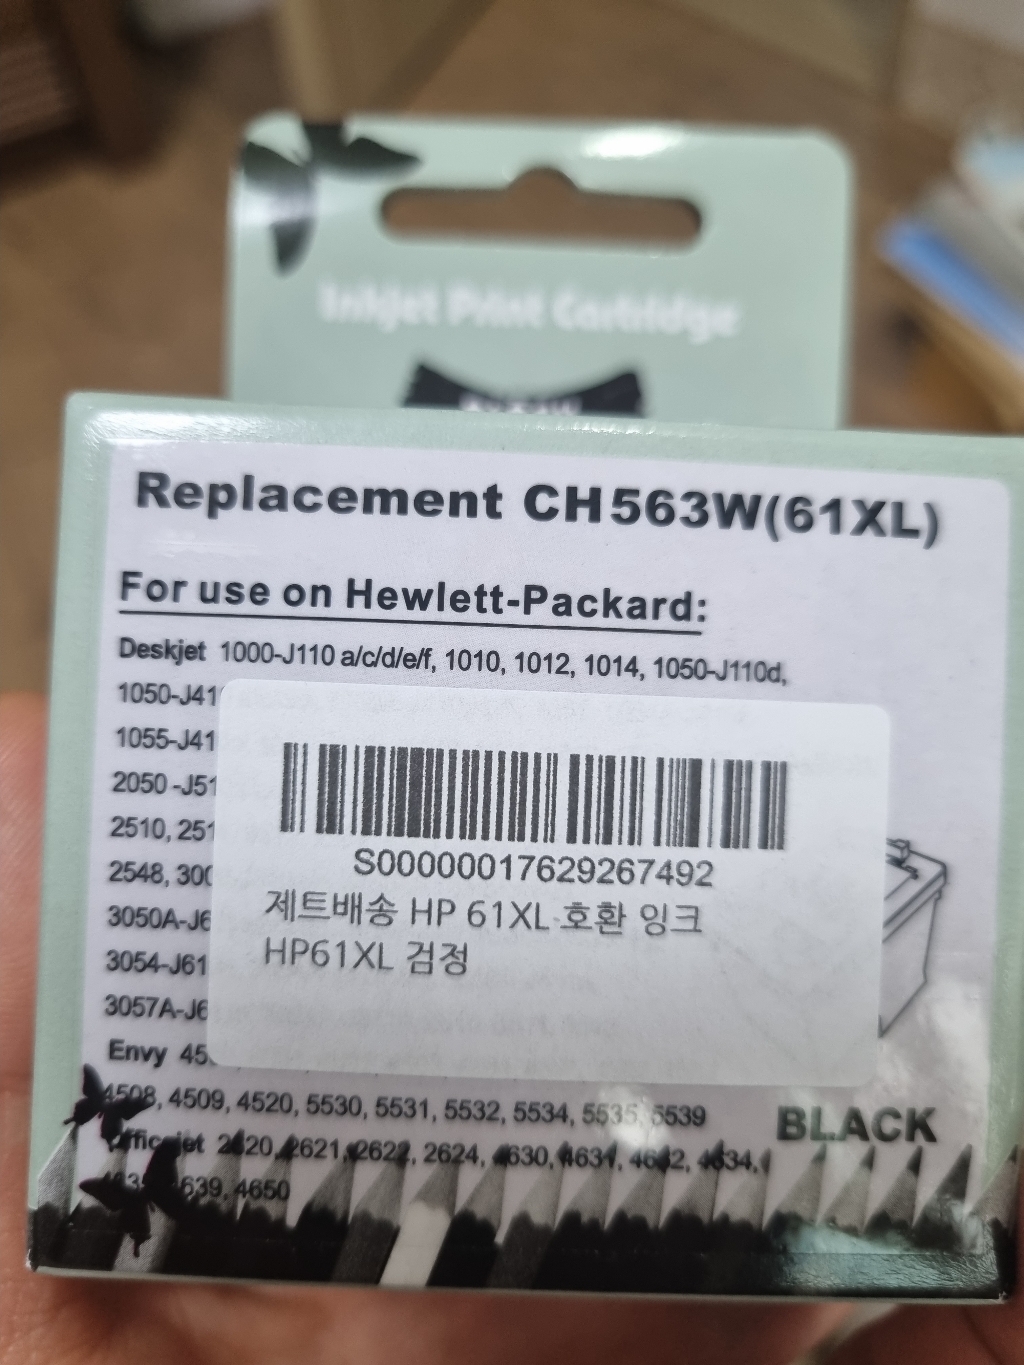 Inkjet Print Cartridge
Replacement CH563W(61XL)
For use on Hewlett-Packard:
Deskjet 1000-J110 a/c/d/e/f, 1010, 1012, 1014, 1050-J110d,
1050-J41
1055-J41
2050 -J51
2510, 251
2548, 300
3050A-J6
3054-J61
3057A-J6
Envy 45
4508, 4509, 4520, 5530, 5531, 5532, 5534, 5535, 5539
Officejet 2620, 2621, 2622, 2624, 4630, 4631, 4632, 4634,
4639, 4650
BLACK
S00000017629267492
제트배송 HP 61XL 호환 잉크
HP61XL 검정